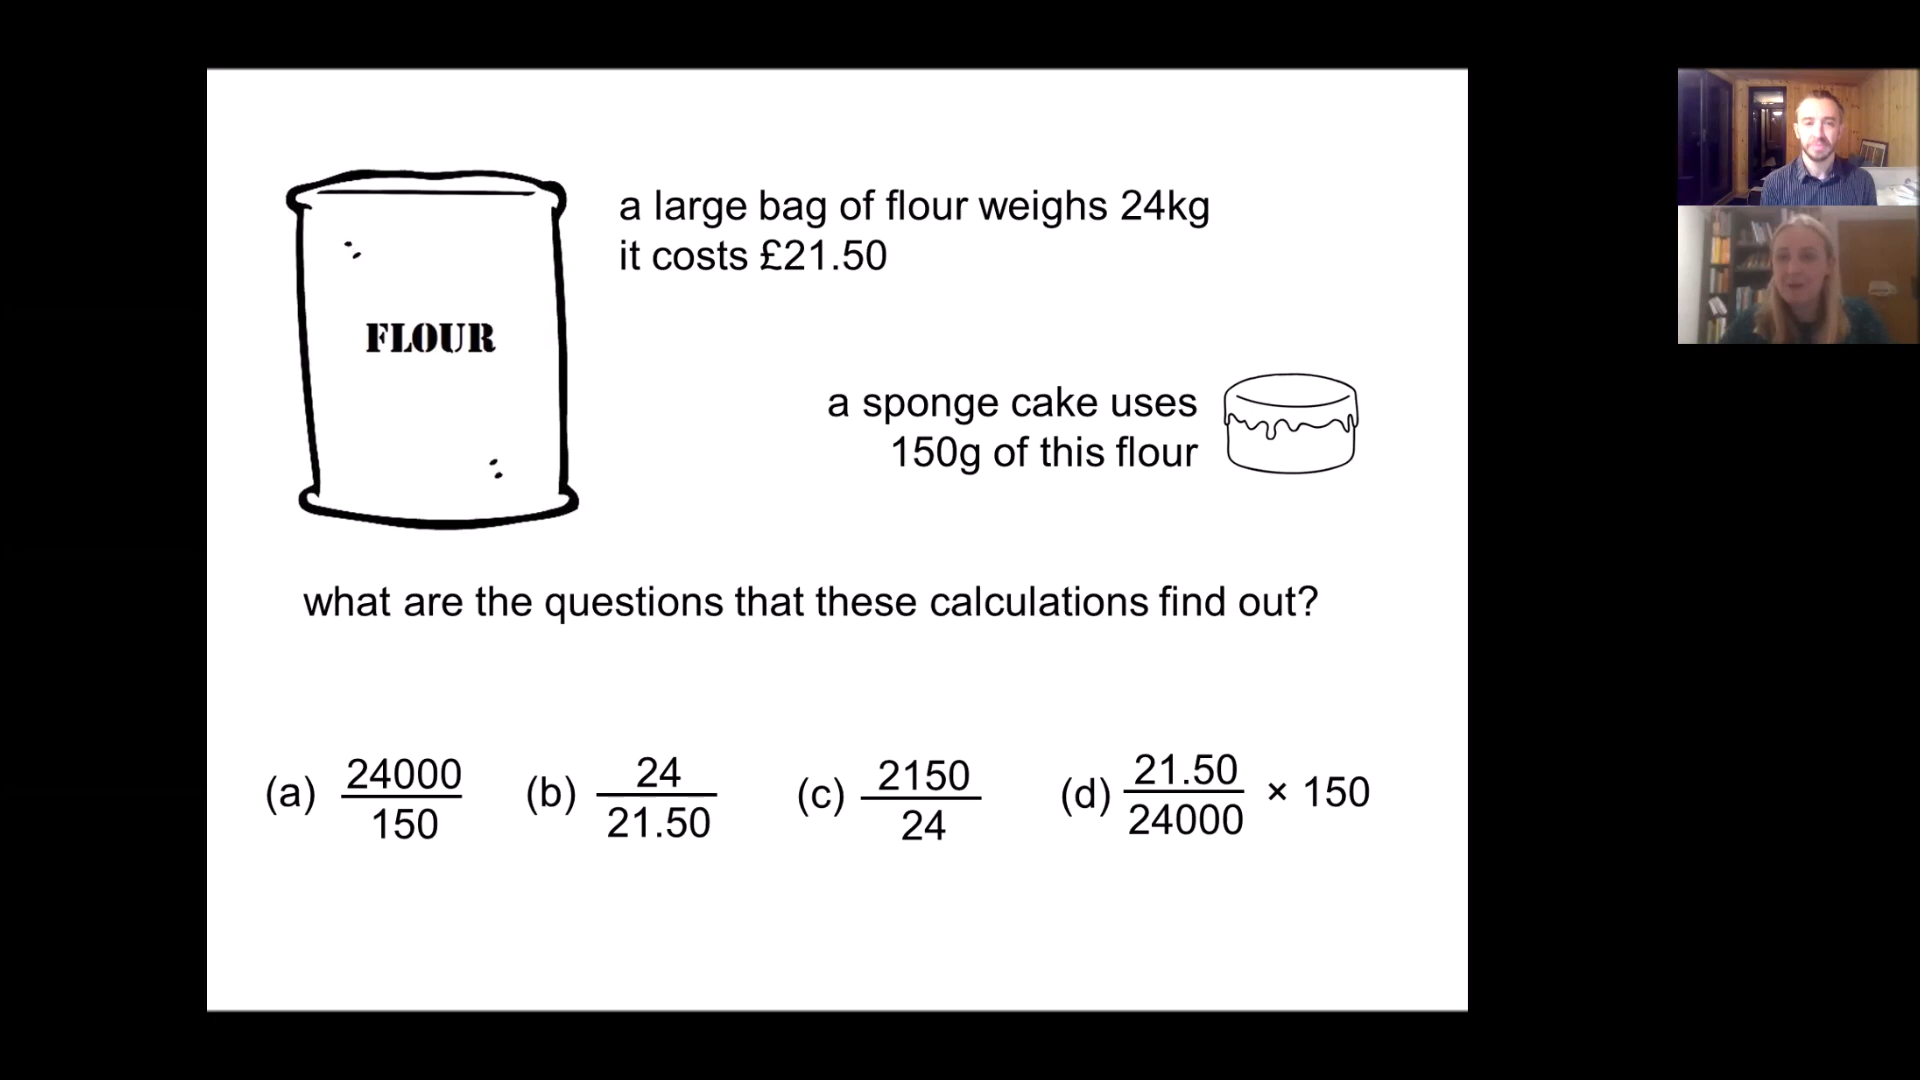 a large bag of flour weighs 24kg
it costs £21.50
FLOUR
a sponge cake uses
150g of this flour
what are the questions that these calculations find out?
(a) 24000/150 (b) 24/21.50 (c) 2150/24 (d) 21.50/24000 × 150